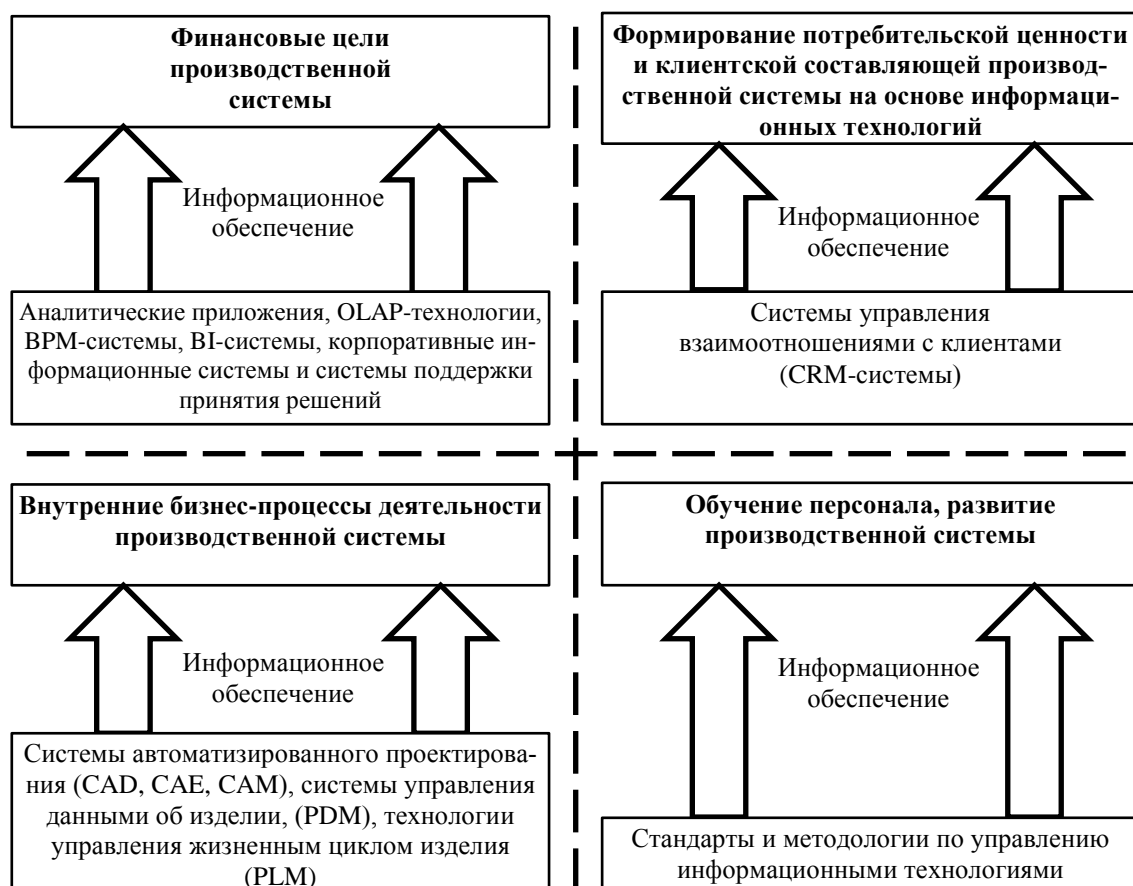 Финансовые цели
производственной
системы
Информационное
обеспечение
Аналитические приложения, OLAP-технологии,
BPM-системы, BI-системы, корпоративные ин-
формационные системы и системы поддержки
принятия решений
Формирование потребительской ценности
и клиентской составляющей производ-
ственной системы на основе информаци-
онных технологий
Информационное
обеспечение
Системы управления
взаимоотношениями с клиентами
(CRM-системы)
Внутренние бизнес-процессы деятельности
производственной системы
Информационное
обеспечение
Системы автоматизированного проектирова-
ния (CAD, CAE, CAM), системы управления
данными об изделии, (PDM), технологии
управления жизненным циклом изделия
(PLM)
Обучение персонала, развитие
производственной системы
Информационное
обеспечение
Стандарты и методологии по управлению
информационными технологиями